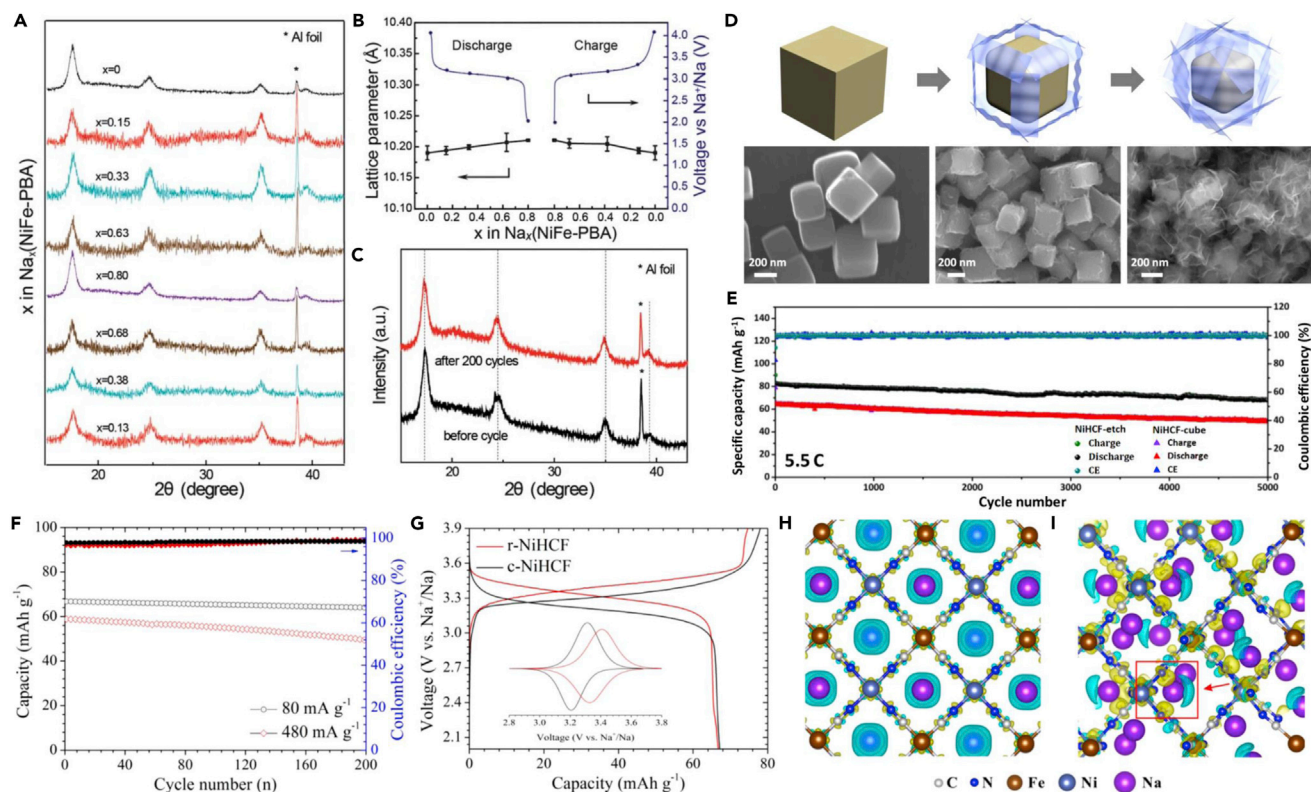 A
* Al foil
x=0
x=0.15
x=0.33
x=0.63
x=0.80
x=0.68
x=0.38
x=0.13
x in Naₓ(NiFe-PBA)
20 30 40
2θ (degree)
B
Discharge Charge
Lattice parameter (Å)
10.40
10.35
10.30
10.25
10.20
10.15
10.10
4.0
3.5
3.0
2.5
2.0
1.5
1.0
0.5
0.0
Voltage vs Na⁺/Na (V)
0.0 0.2 0.4 0.6 0.8 0.8 0.6 0.4 0.2 0.0
x in Naₓ(NiFe-PBA)
C
* Al foil
*
after 200 cycles
*
before cycle
Intensity (a.u.)
15 20 25 30 35 40
2θ (degree)
D
200 nm
200 nm
200 nm
E
Specific capacity (mAh g⁻¹)
140
120
100
80
60
40
20
0
120
100
80
60
40
20
0
Coulombic efficiency (%)
NiHCF-etch NiHCF-cube
Charge Charge
Discharge Discharge
CE CE
5.5 C
0 1000 2000 3000 4000 5000
Cycle number
F
Capacity (mAh g⁻¹)
100
80
60
40
20
0
100
80
60
40
20
0
Coulombic efficiency (%)
80 mA g⁻¹
480 mA g⁻¹
0 40 80 120 160 200
Cycle number (n)
G
r-NiHCF
c-NiHCF
Voltage (V vs. Na⁺/Na)
3.9
3.6
3.3
3.0
2.7
2.4
2.1
2.8 3.0 3.2 3.4 3.6 3.8
Voltage (V vs. Na⁺/Na)
0 20 40 60 80
Capacity (mAh g⁻¹)
H
I
C N Fe Ni Na